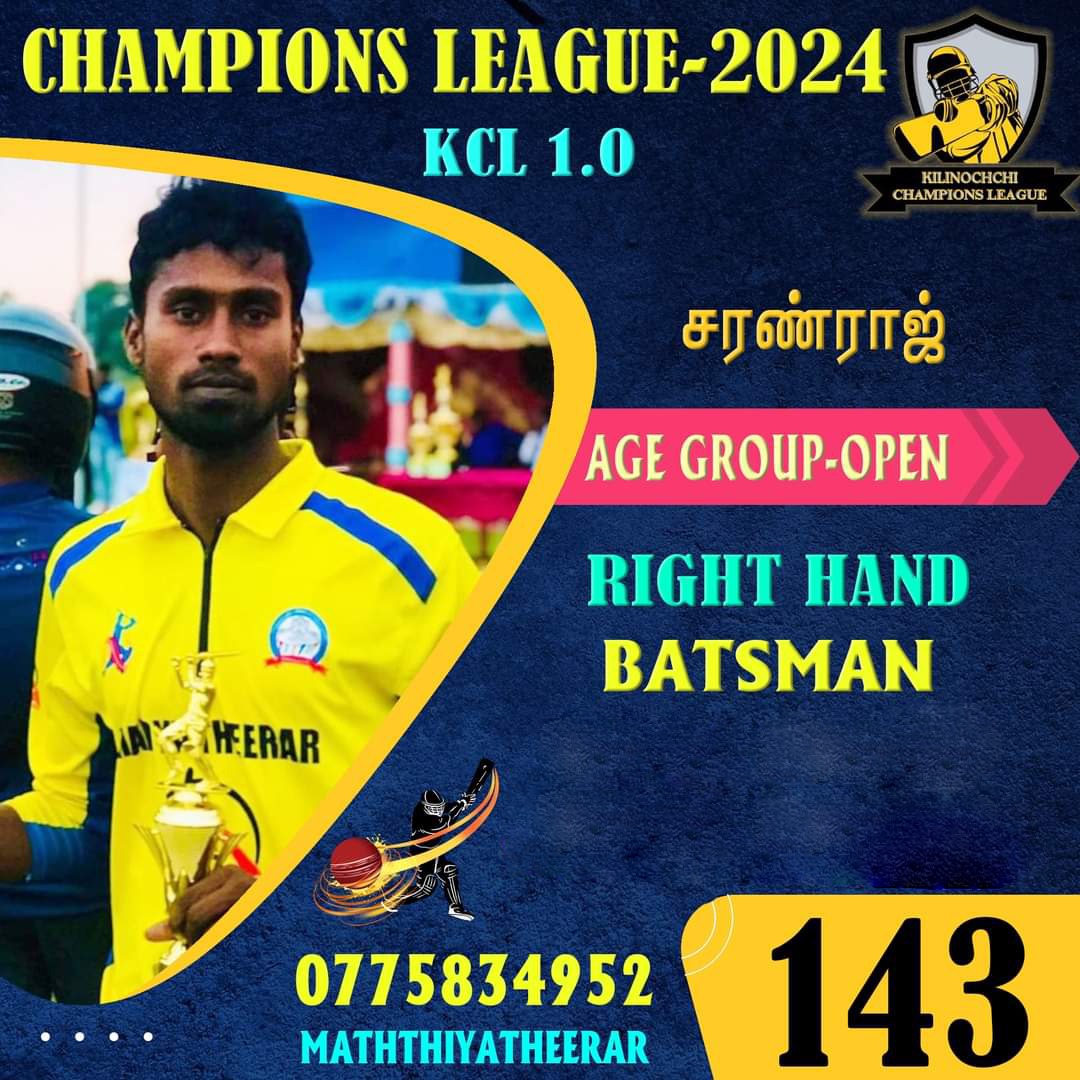 CHAMPIONS LEAGUE-2024
KCL 1.0
KILINOCHCHI
CHAMPIONS LEAGUE
சரண்ராஜ்
AGE GROUP-OPEN
RIGHT HAND
BATSMAN
0775834952
MATHTHIYATHEERAR
143